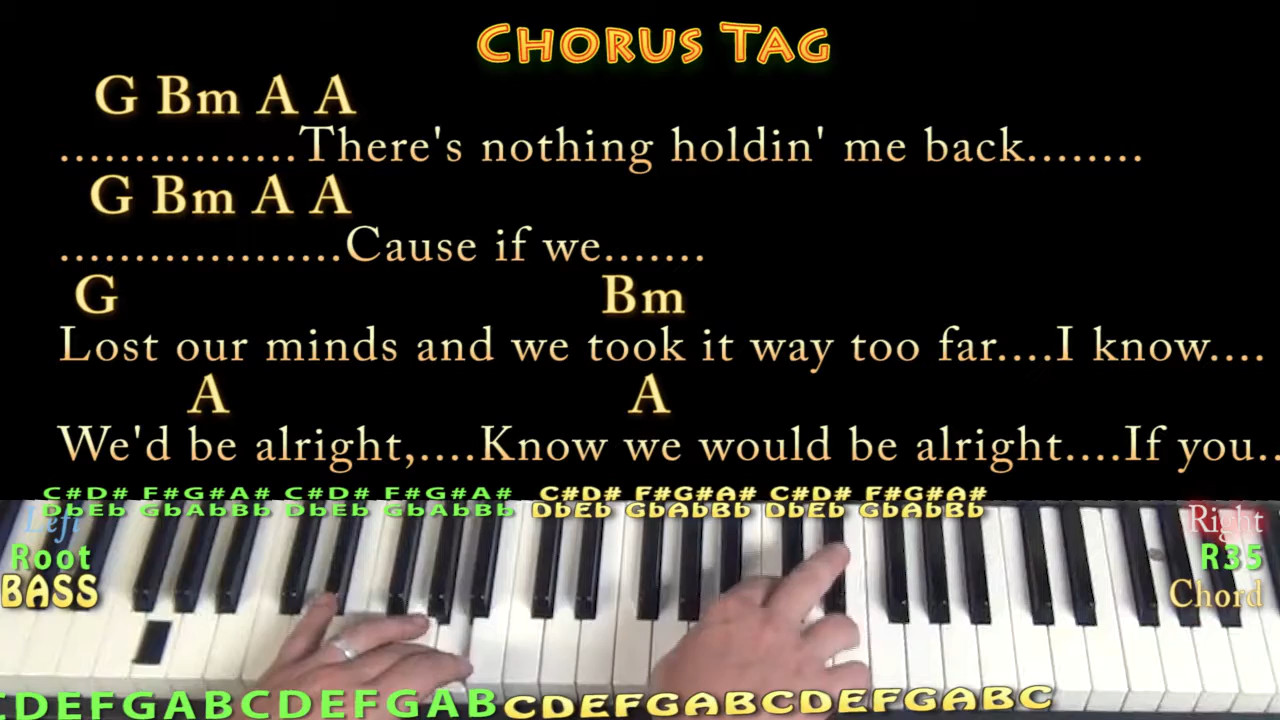 CHORUS TAG
G Bm A A
................There's nothing holdin' me back........
G Bm A A
...................Cause if we.......
G Bm
Lost our minds and we took it way too far....I know....
A A
We'd be alright,....Know we would be alright....If you..
C#D# F#G#A# C#D# F#G#A# C#D# F#G#A# C#D# F#G#A#
DbEb GbAbBb DbEb GbAbBb DbEb GbAbBb DbEb GbAbBb
Left Right
Root R35
BASS Chord
CDEFGABCDEFGABCDEFGABCDEFGABC